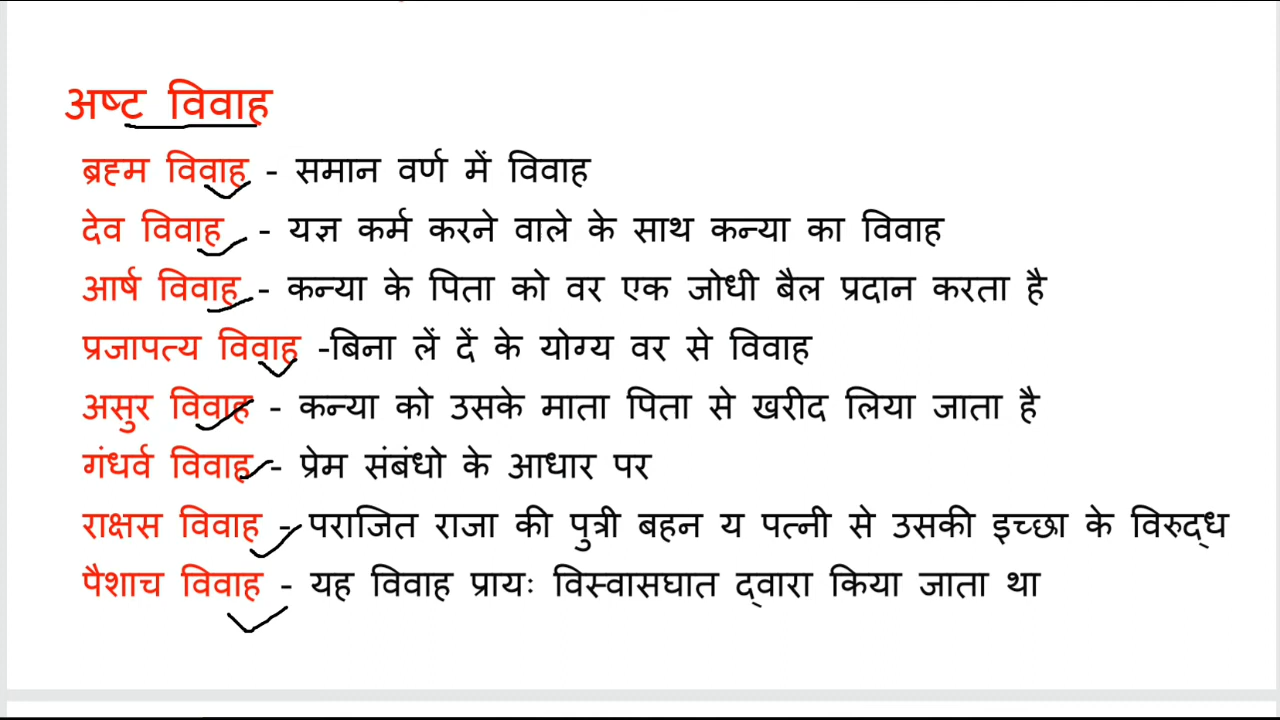 अष्ट विवाह
ब्रह्म विवाह - समान वर्ण में विवाह
देव विवाह - यज्ञ कर्म करने वाले के साथ कन्या का विवाह
आर्ष विवाह - कन्या के पिता को वर एक जोधी बैल प्रदान करता है
प्रजापत्य विवाह -बिना लें दें के योग्य वर से विवाह
असुर विवाह - कन्या को उसके माता पिता से खरीद लिया जाता है
गंधर्व विवाह - प्रेम संबंधो के आधार पर
राक्षस विवाह - पराजित राजा की पुत्री बहन य पत्नी से उसकी इच्छा के विरुद्ध
पैशाच विवाह - यह विवाह प्रायः विस्वासघात द्वारा किया जाता था